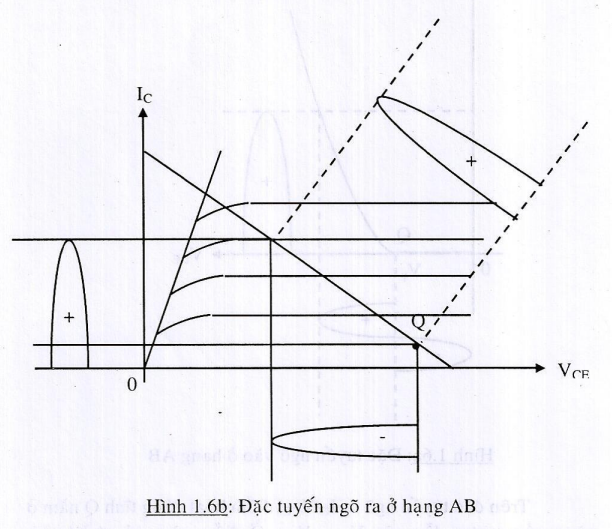 I_C
+
+
Q
0
V_CE
-
Hình 1.6b: Đặc tuyến ngõ ra ở hạng AB